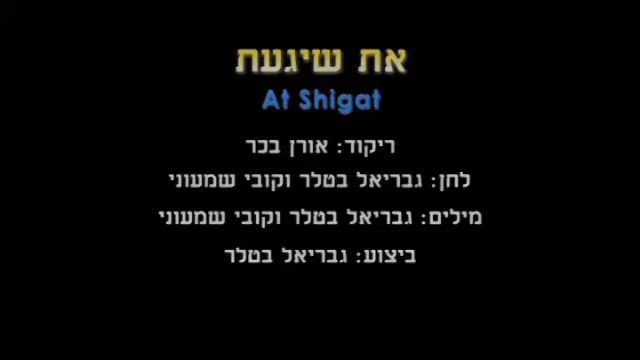 את שיגעת
At Shigat
ריקוד: אורן בכר
לחן: גבריאל בטלר וקובי שמעוני
מילים: גבריאל בטלר וקובי שמעוני
ביצוע: גבריאל בטלר